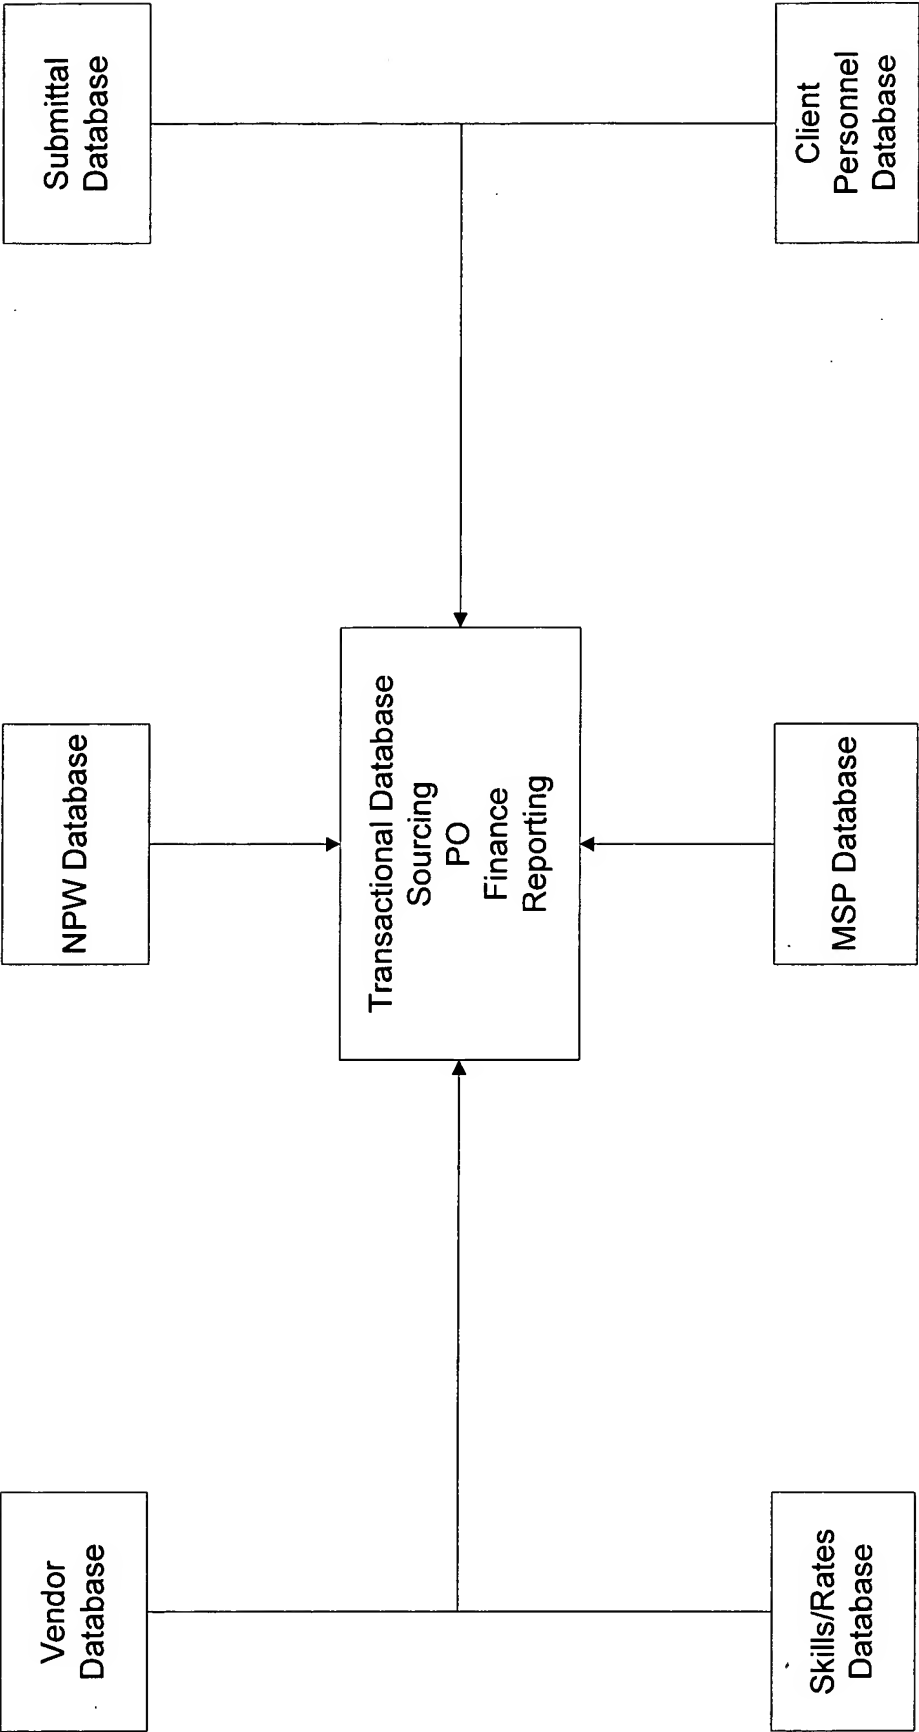 Vendor
Database
NPW Database
Submittal
Database
Transactional Database
Sourcing
PO
Finance
Reporting
Skills/Rates
Database
MSP Database
Client
Personnel
Database